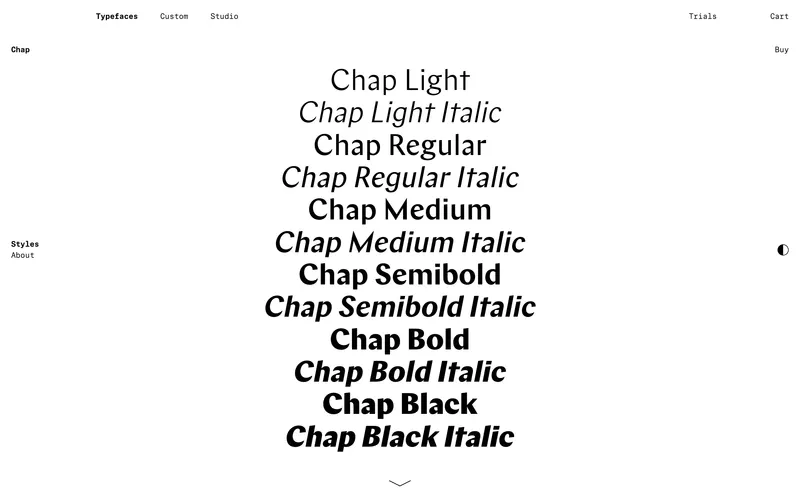 Typefaces Custom Studio Trials Cart
Chap Buy
Chap Light
Chap Light Italic
Chap Regular
Chap Regular Italic
Chap Medium
Chap Medium Italic
Styles
About
Chap Semibold
Chap Semibold Italic
Chap Bold
Chap Bold Italic
Chap Black
Chap Black Italic